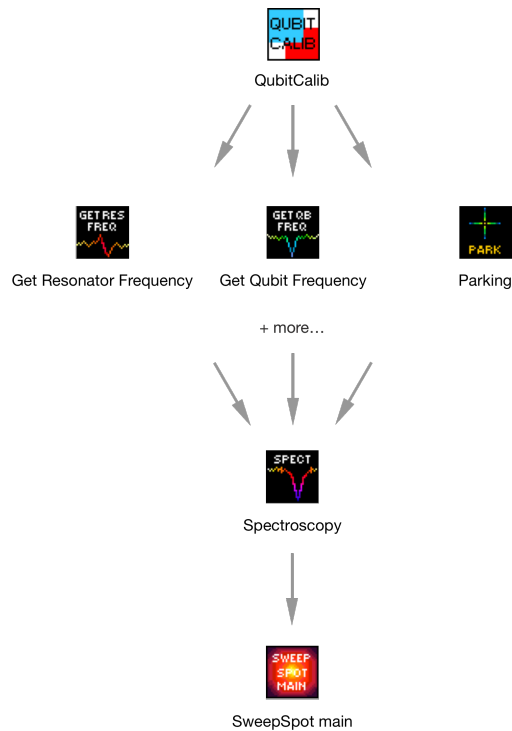 QUBIT
CALIB
QubitCalib
GET RES
FREQ
GET QB
FREQ
PARK
Get Resonator Frequency
Get Qubit Frequency
Parking
+ more…
SPECT
Spectroscopy
SWEEP
SPOT
MAIN
SweepSpot main